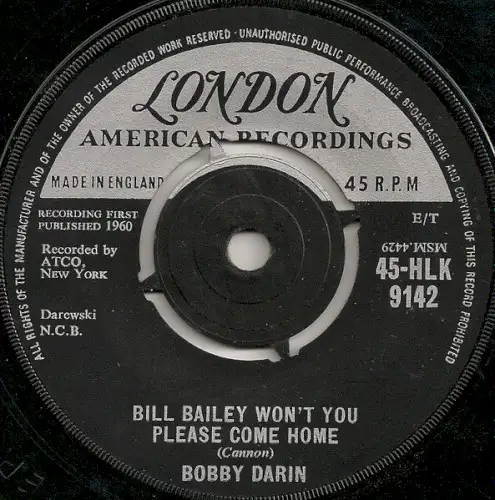 ALL RIGHTS OF THE MANUFACTURER AND OF THE OWNER OF THE RECORDED WORK RESERVED - UNAUTHORISED PUBLIC PERFORMANCE BROADCASTING AND COPYING OF THIS RECORD PROHIBITED
LONDON
AMERICAN RECORDINGS
MADE IN ENGLAND
45 R.P.M
RECORDING FIRST
PUBLISHED 1960
E/T
Recorded by
ATCO,
New York
MSM.4429
45-HLK
9142
Darewski
N.C.B.
BILL BAILEY WON'T YOU
PLEASE COME HOME
(Cannon)
BOBBY DARIN